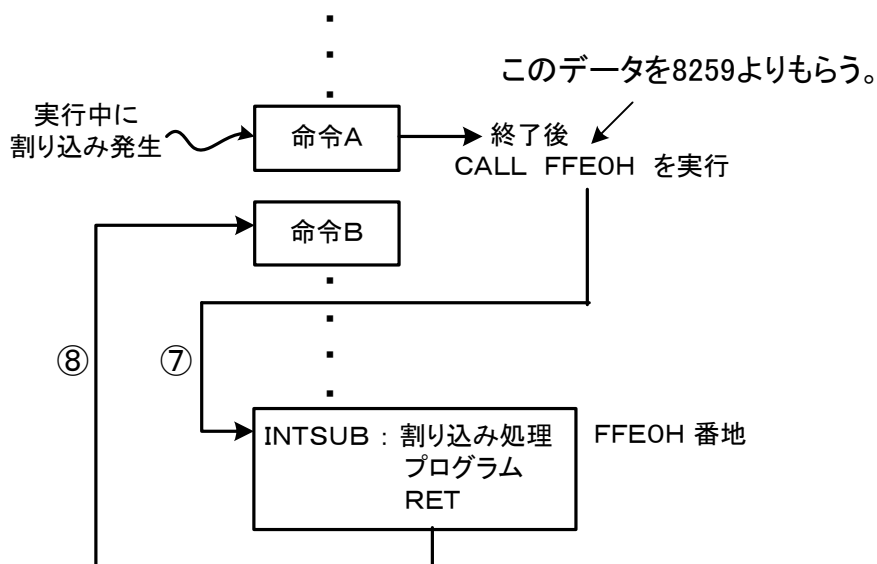 このデータを8259よりもらう。
実行中に
割り込み発生
命令A
終了後
CALL FFE0H を実行
命令B
⑧
⑦
INTSUB : 割り込み処理
プログラム
RET
FFE0H 番地